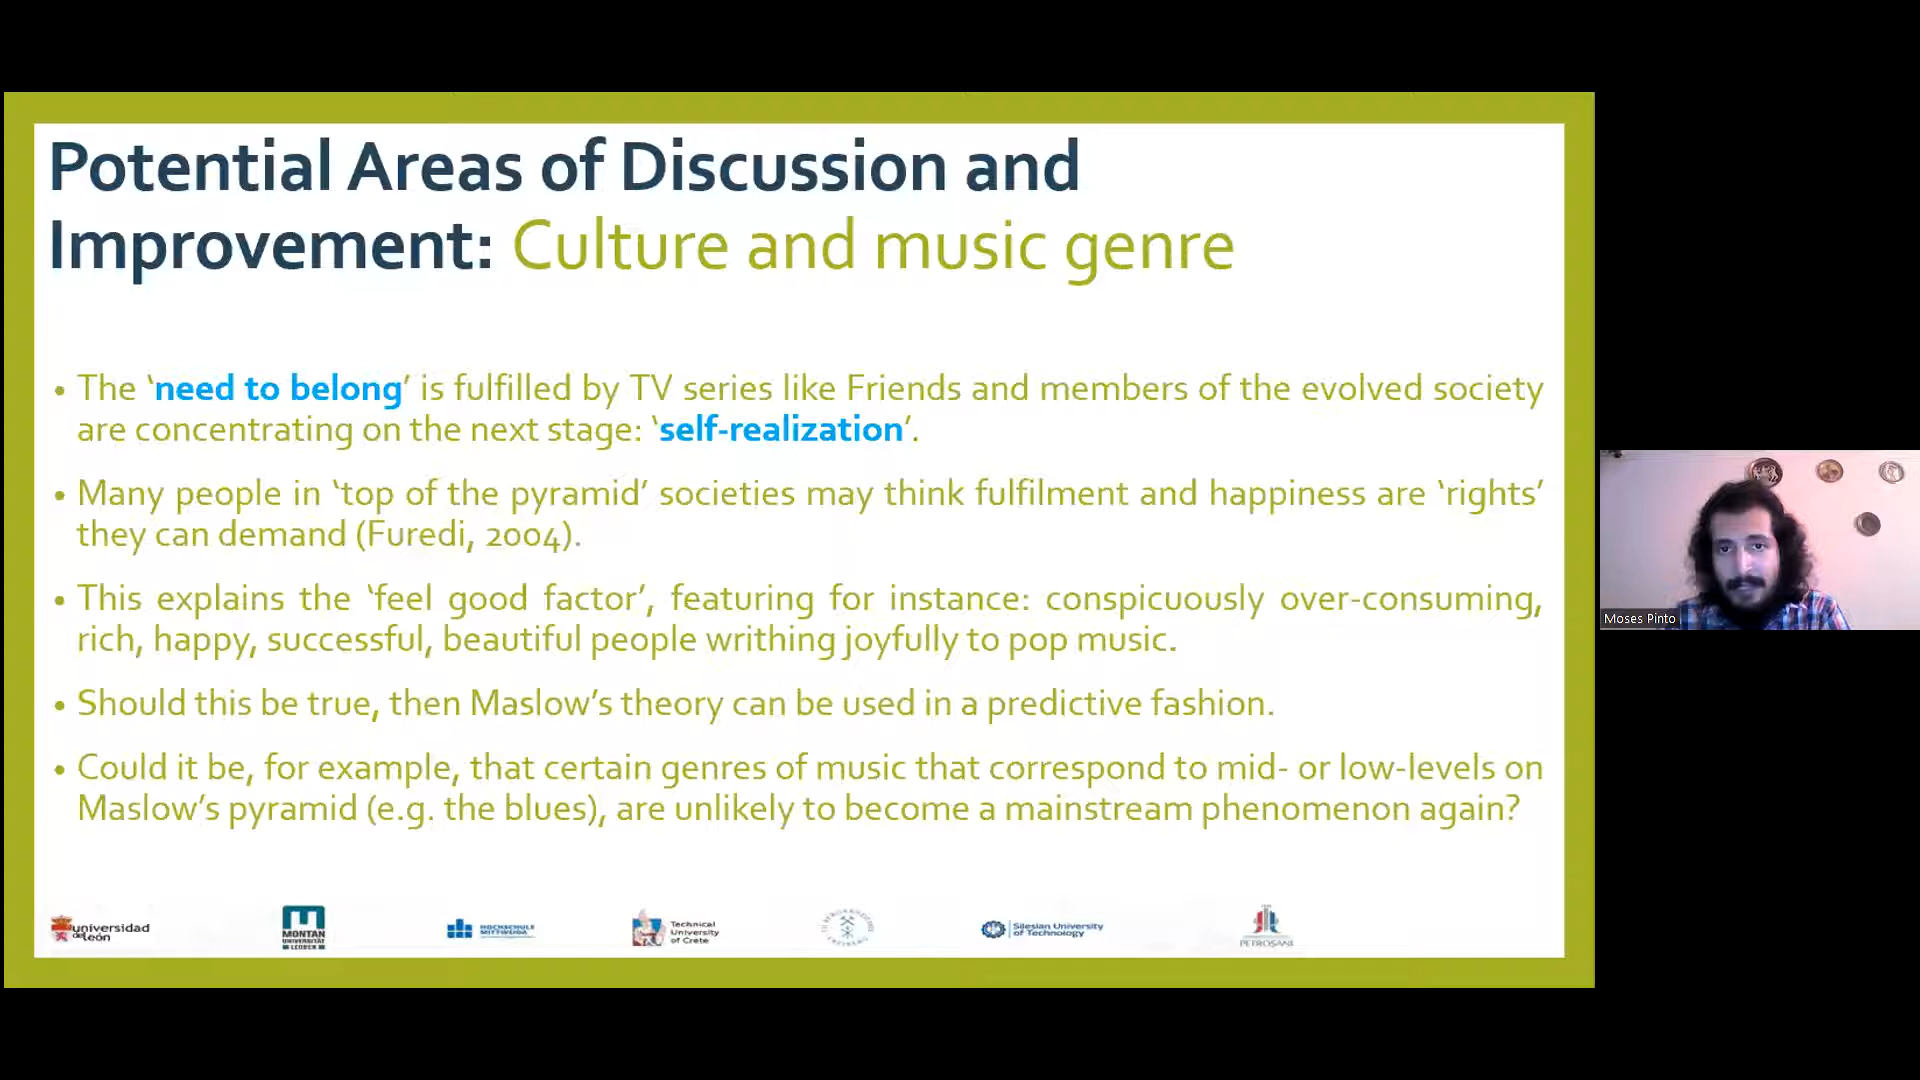 Potential Areas of Discussion and
Improvement: Culture and music genre
• The ‘need to belong’ is fulfilled by TV series like Friends and members of the evolved society
are concentrating on the next stage: ‘self-realization’.
• Many people in ‘top of the pyramid’ societies may think fulfilment and happiness are ‘rights’
they can demand (Furedi, 2004).
• This explains the ‘feel good factor’, featuring for instance: conspicuously over-consuming,
rich, happy, successful, beautiful people writhing joyfully to pop music.
• Should this be true, then Maslow’s theory can be used in a predictive fashion.
• Could it be, for example, that certain genres of music that correspond to mid- or low-levels on
Maslow’s pyramid (e.g. the blues), are unlikely to become a mainstream phenomenon again?
Moses Pinto
universidad
de león
MONTAN
UNIVERSITÄT
LEOBEN
HOCHSCHULE
MITTWEIDA
Technical
University
of Crete
Silesian University
of Technology
PETROȘANI